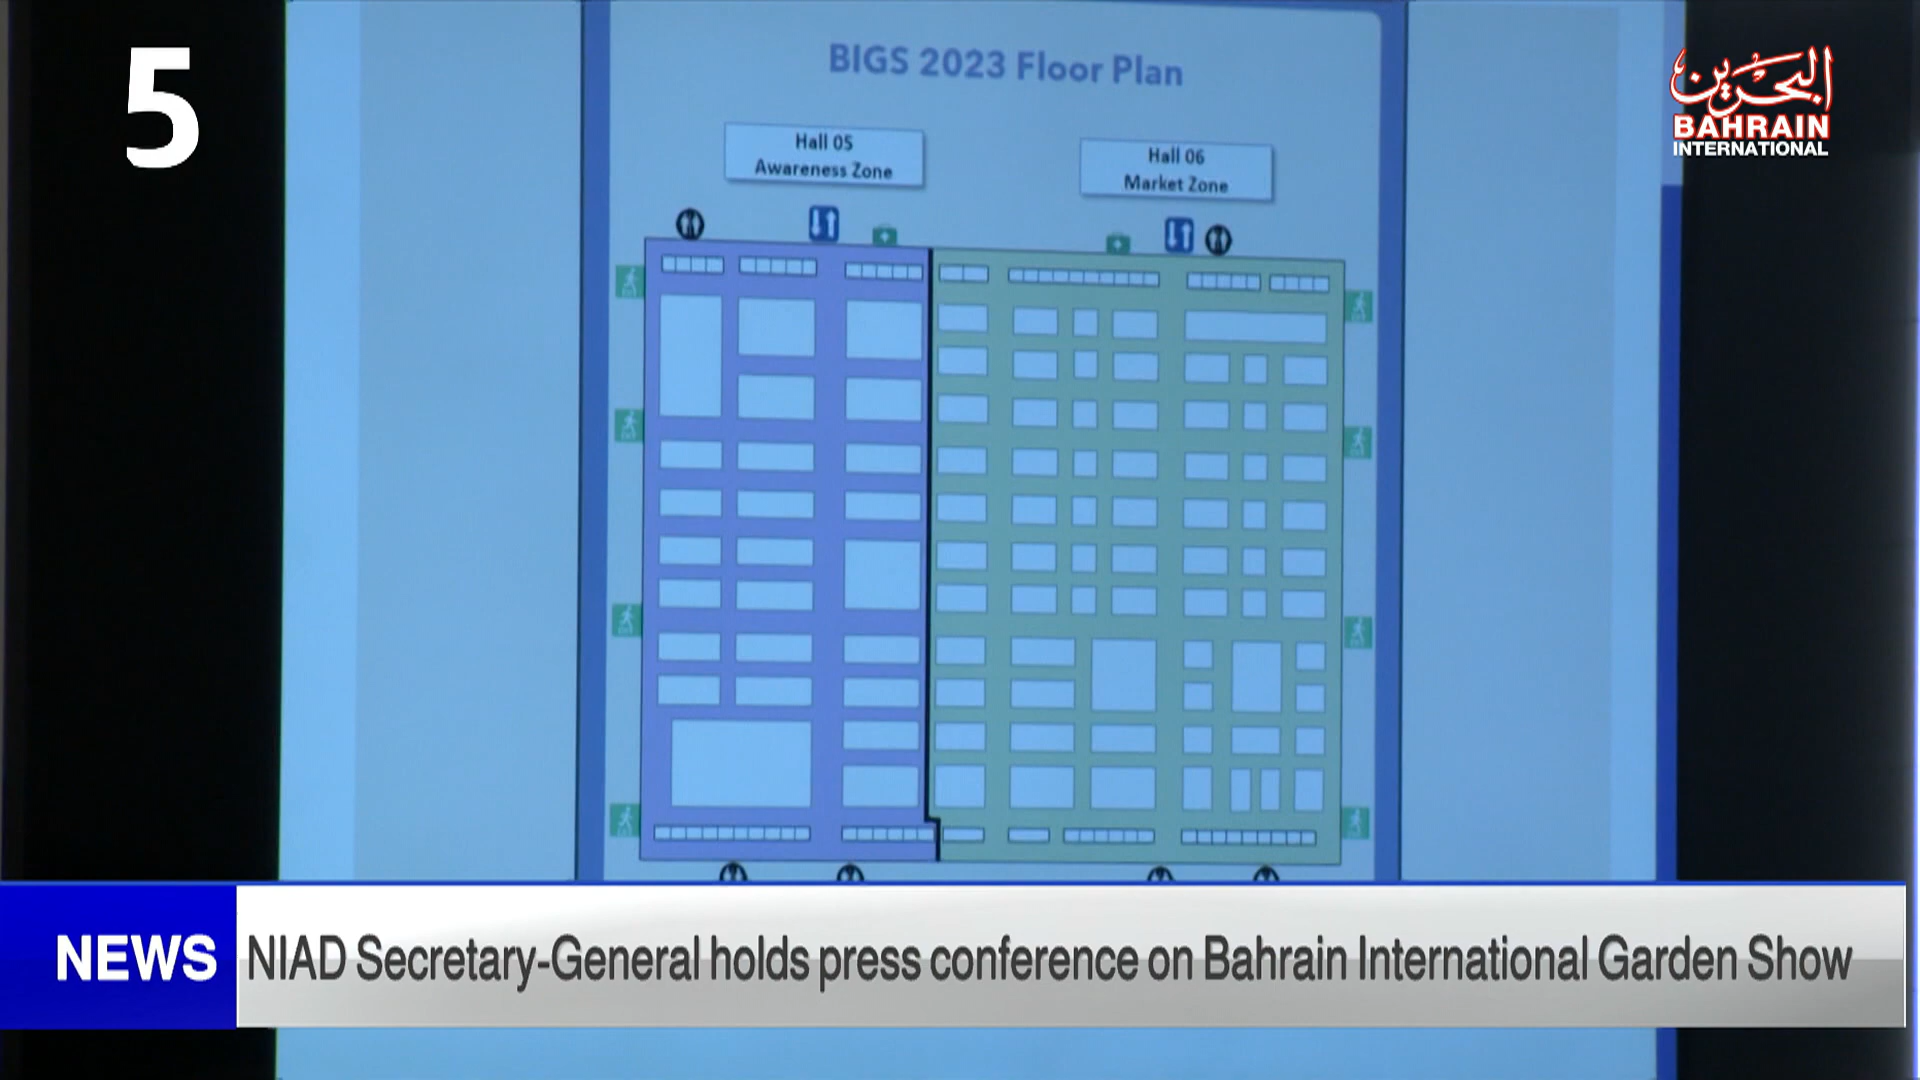 5
BIGS 2023 Floor Plan
البحرين
BAHRAIN
INTERNATIONAL
Hall 05
Awareness Zone
Hall 06
Market Zone
NEWS
NIAD Secretary-General holds press conference on Bahrain International Garden Show